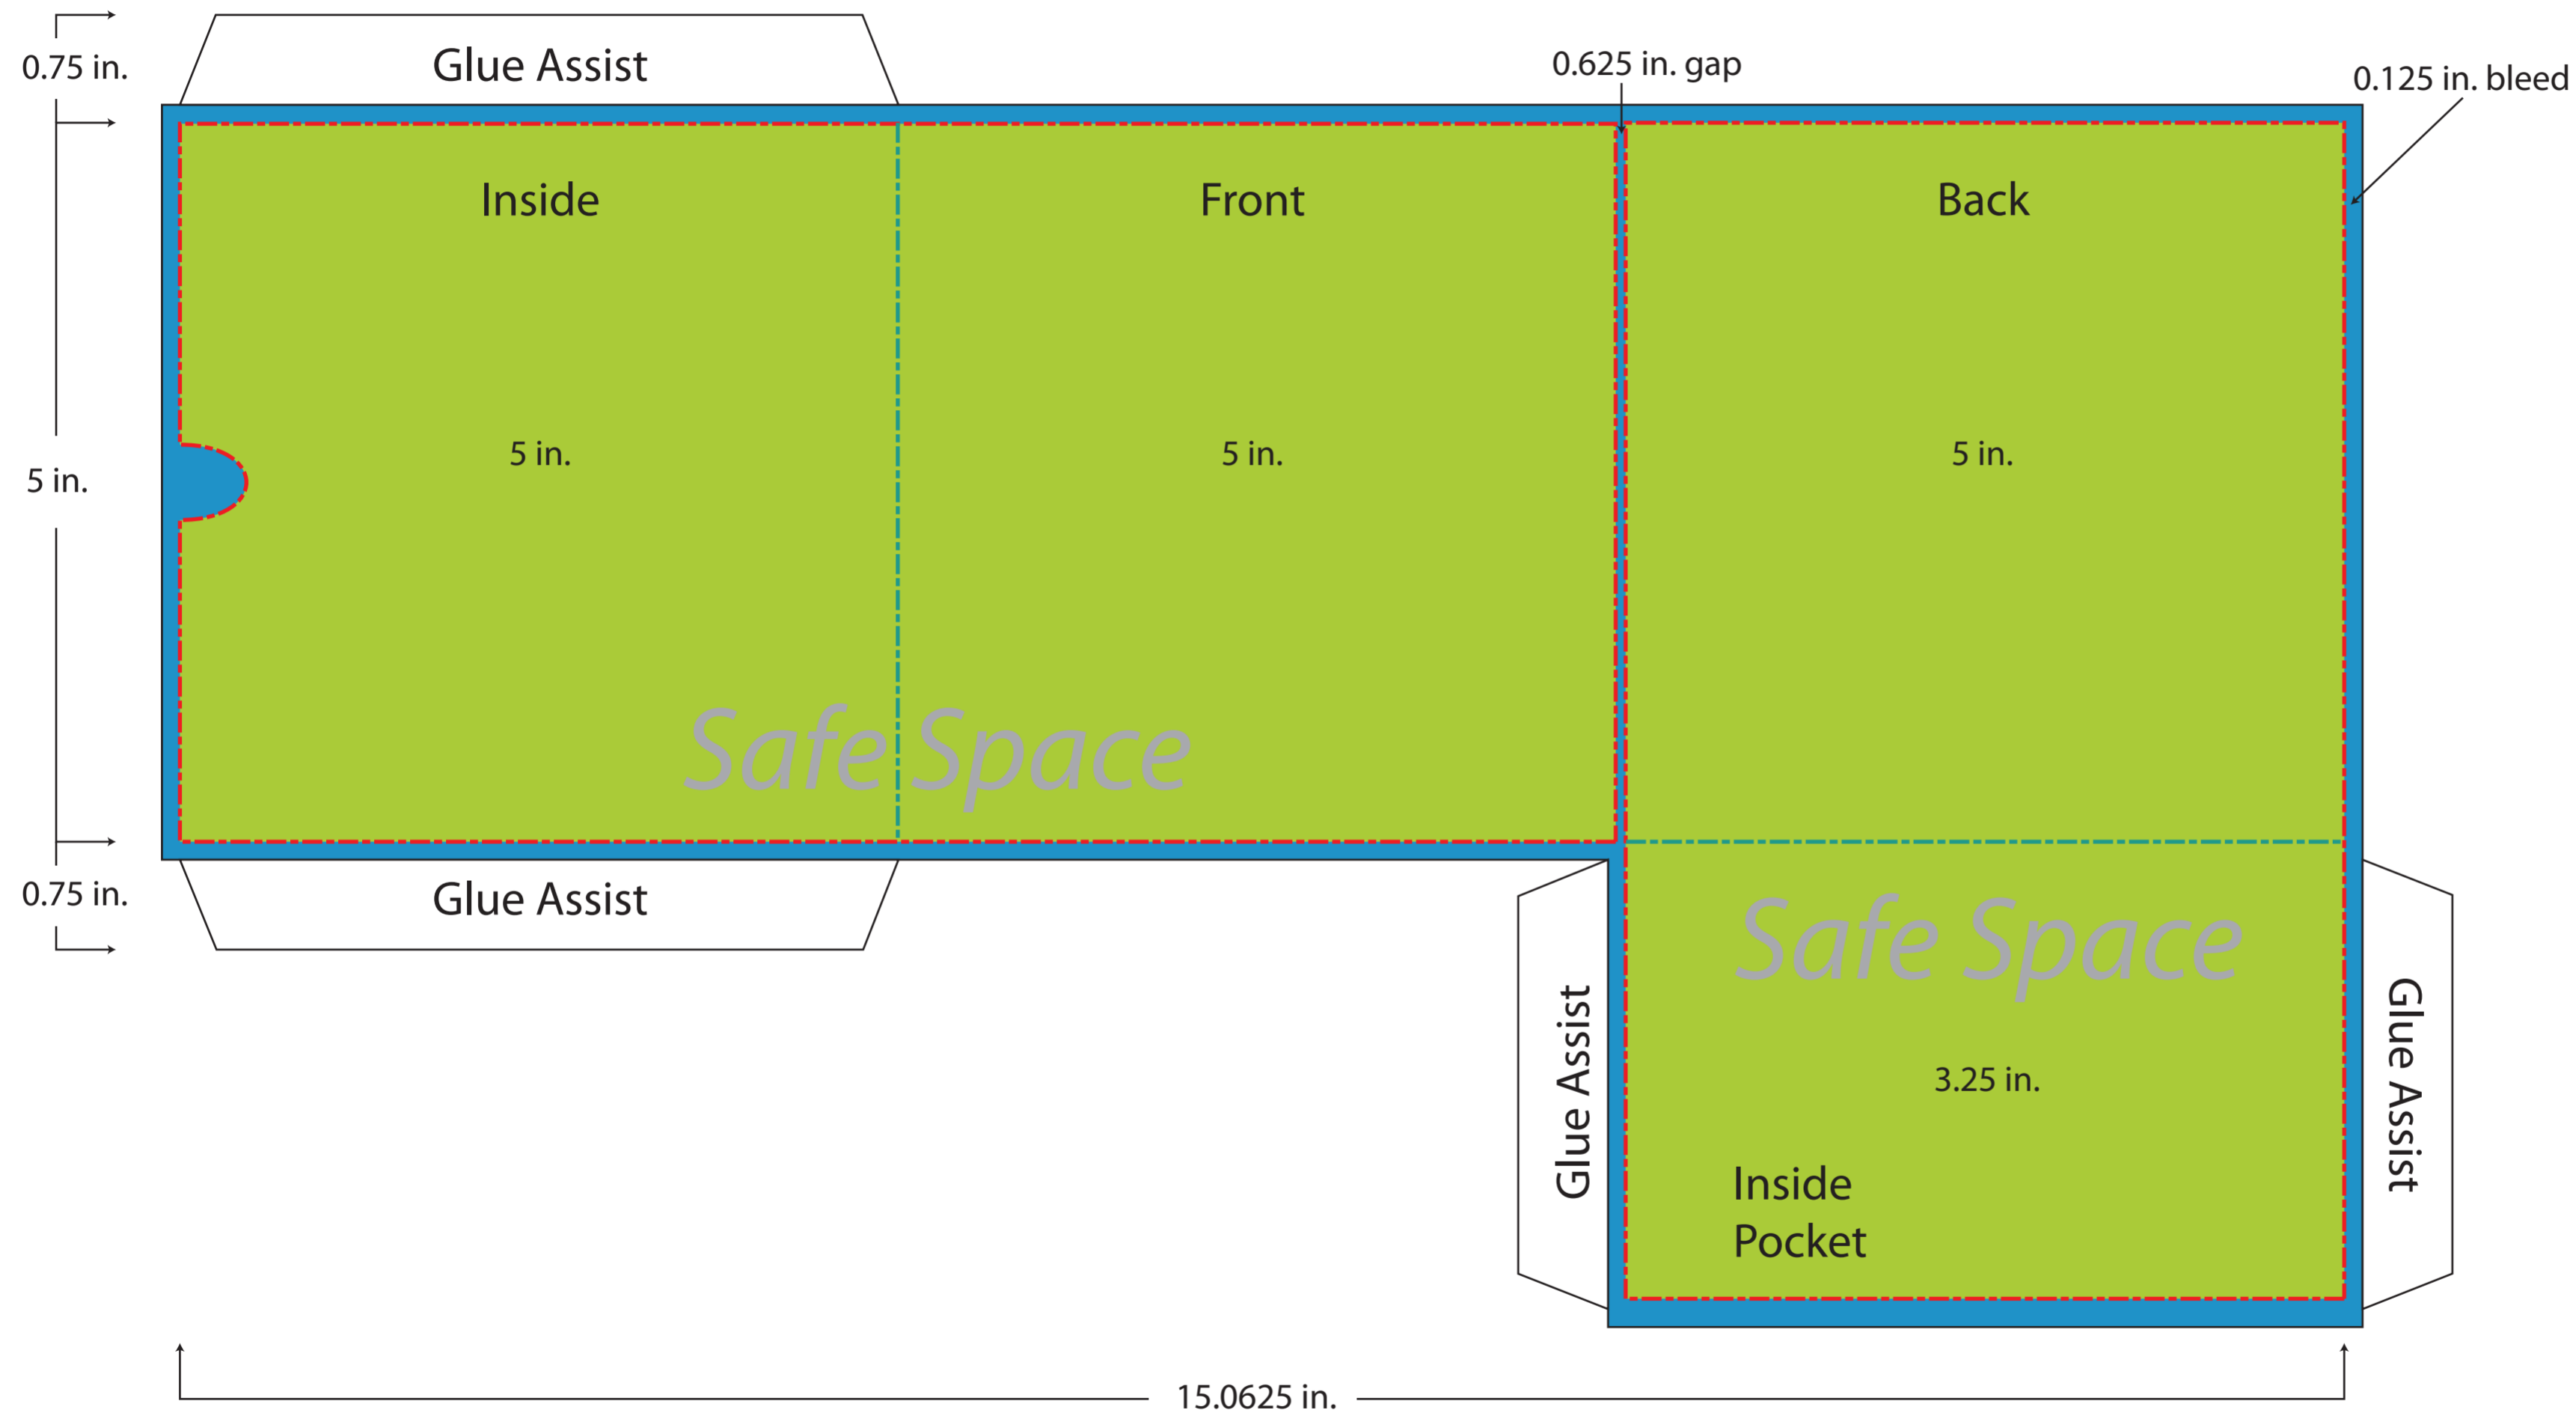 0.75 in.
Glue Assist
0.625 in. gap
0.125 in. bleed
Inside
Front
Back
5 in.
5 in.
5 in.
5 in.
Safe Space
0.75 in.
Glue Assist
Safe Space
Glue Assist
Glue Assist
3.25 in.
Inside
Pocket
15.0625 in.